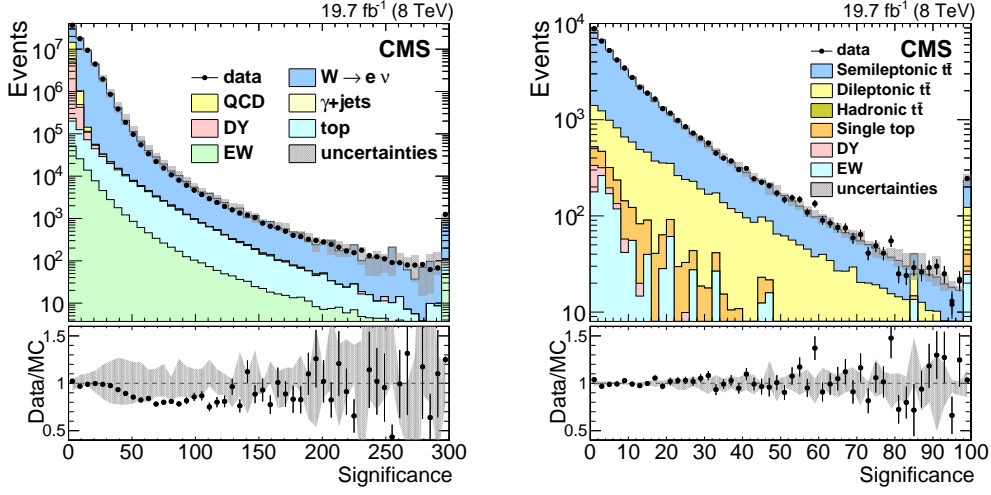 19.7 fb⁻¹ (8 TeV)
Events
10⁷
10⁶
10⁵
10⁴
10³
10²
10
CMS
data
W → e ν
QCD
γ+jets
DY
top
EW
uncertainties
Data/MC
1.5
1
0.5
0 50 100 150 200 250 300
Significance
19.7 fb⁻¹ (8 TeV)
Events
10⁴
10³
10²
10
CMS
data
Semileptonic tt̄
Dileptonic tt̄
Hadronic tt̄
Single top
DY
EW
uncertainties
Data/MC
1.5
1
0.5
0 10 20 30 40 50 60 70 80 90 100
Significance